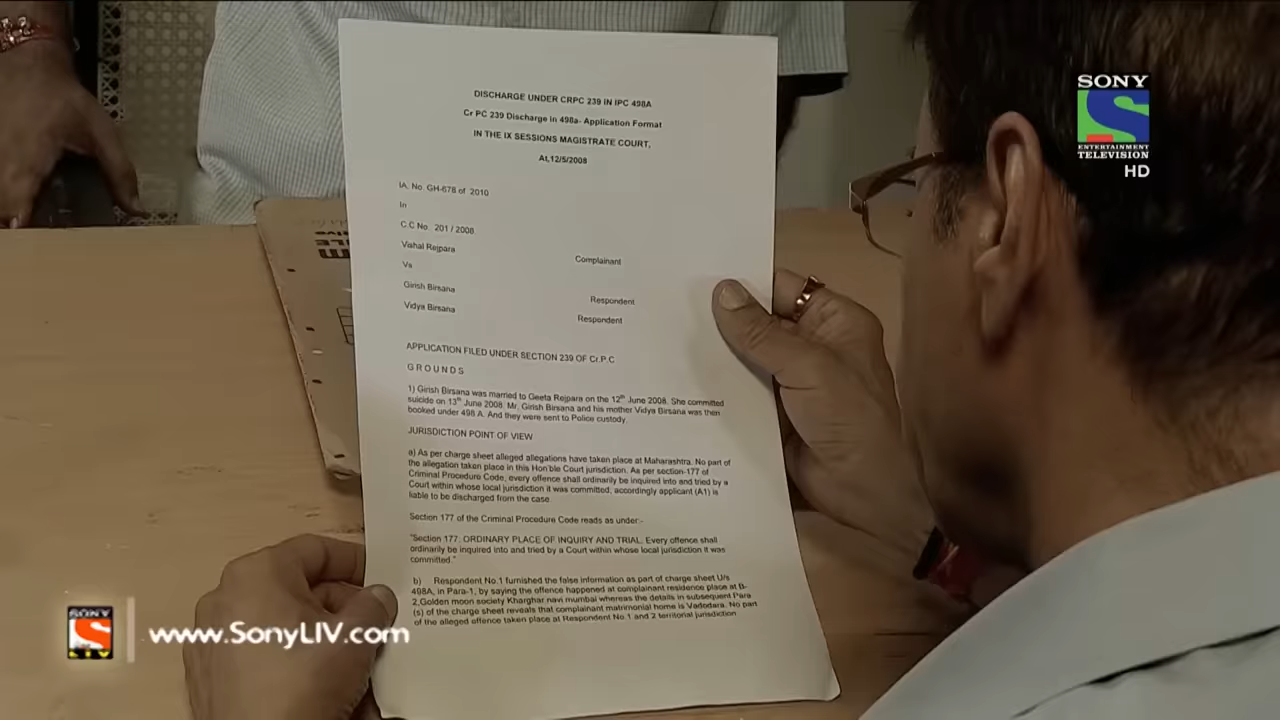 DISCHARGE UNDER CRPC 239 IN IPC 498A
Cr PC 239 Discharge in 498a- Application Format
IN THE IX SESSIONS MAGISTRATE COURT,
At,12/5/2008
IA. No. GH-678 of 2010
In
C.C No. 201 / 2008
Vishal Rejpara
Complainant
Vs
Girish Birsana
Respondent
Vidya Birsana
Respondent
APPLICATION FILED UNDER SECTION 239 OF Cr.P.C
G R O U N D S
1) Girish Birsana was married to Geeta Rejpara on the 12th June 2008. She committed
suicide on 13th June 2008. Mr. Girish Birsana and his mother Vidya Birsana was then
booked under 498 A. And they were sent to Police custody.
JURISDICTION POINT OF VIEW
a) As per charge sheet alleged allegations have taken place at Maharashtra. No part of
the allegation taken place in this Hon'ble Court jurisdiction. As per section-177 of
Criminal Procedure Code, every offence shall ordinarily be inquired into and tried by a
Court within whose local jurisdiction it was committed, accordingly applicant (A1) is
liable to be discharged from the case.
Section 177 of the Criminal Procedure Code reads as under:-
"Section 177: ORDINARY PLACE OF INQUIRY AND TRIAL. Every offence shall
ordinarily be inquired into and tried by a Court within whose local jurisdiction it was
committed."
b) Respondent No.1 furnished the false information as part of charge sheet U/s
498A, in Para-1, by saying the offence happened at complainant residence place at B-
2,Golden moon society Kharghar,navi mumbai whereas the details in subsequent Para
(s) of the charge sheet reveals that complainant matrimonial home is Vadodara. No part
of the alleged offence taken place at Respondent No.1 and 2 territorial jurisdiction
SONY
ENTERTAINMENT
TELEVISION
HD
SONY
LIV
www.SonyLIV.com